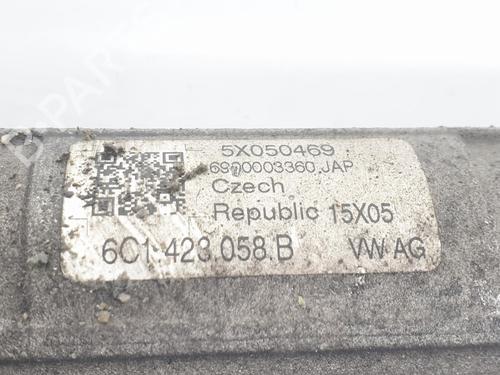 5X050469
6900003360.JAP
Czech
Republic 15X05
6C1 423 058 B VW AG